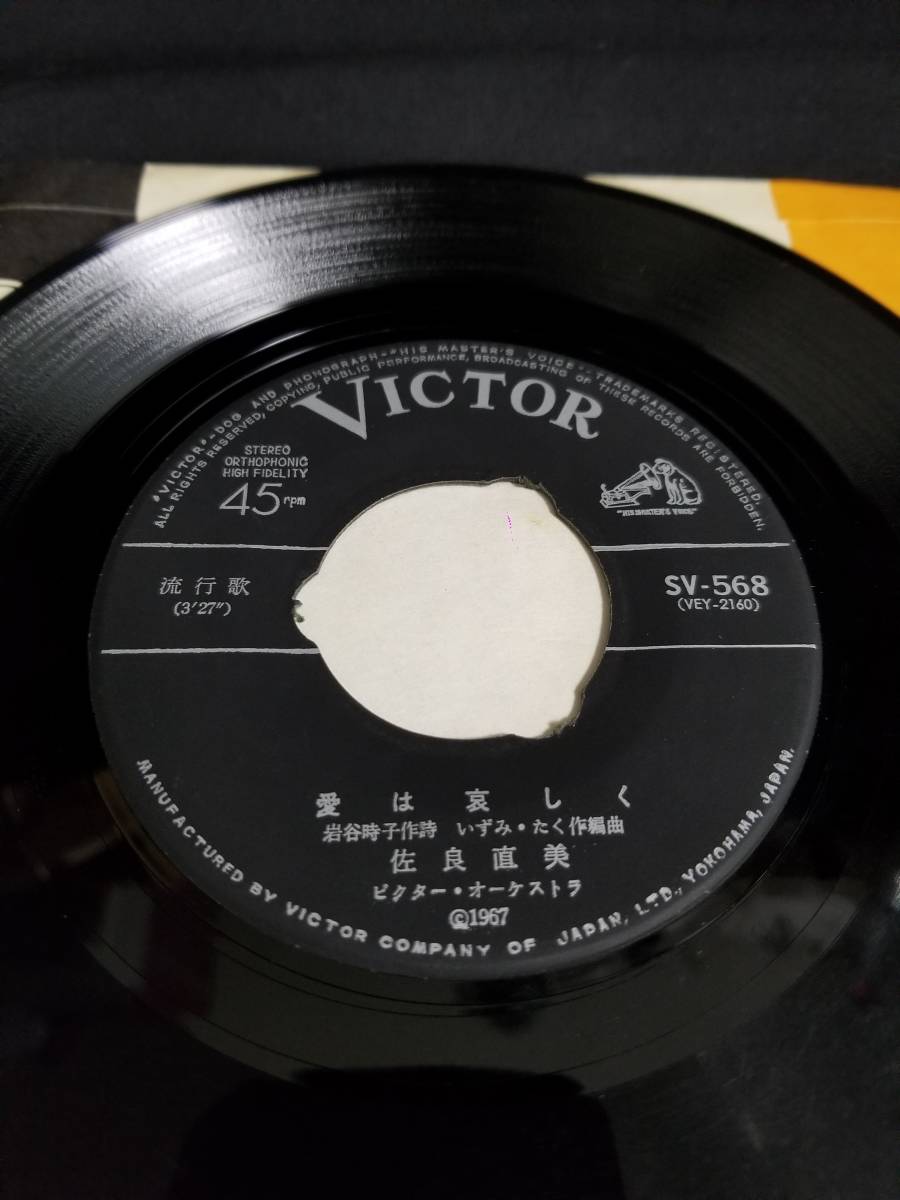 "VICTOR", "DOG AND PHONOGRAPH-"HIS MASTER'S VOICE", TRADEMARKS REGISTERED.
ALL RIGHTS RESERVED, COPYING, PUBLIC PERFORMANCE, BROADCASTING OF THESE RECORDS ARE FORBIDDEN.
VICTOR
STEREO
ORTHOPHONIC
HIGH FIDELITY
45 rpm
"HIS MASTER'S VOICE"
流行歌
(3'27")
SV-568
(VEY-2160)
愛は哀しく
岩谷時子作詩 いずみ・たく作編曲
佐良直美
ビクター・オーケストラ
©1967
MANUFACTURED BY VICTOR COMPANY OF JAPAN, LTD., YOKOHAMA, JAPAN.